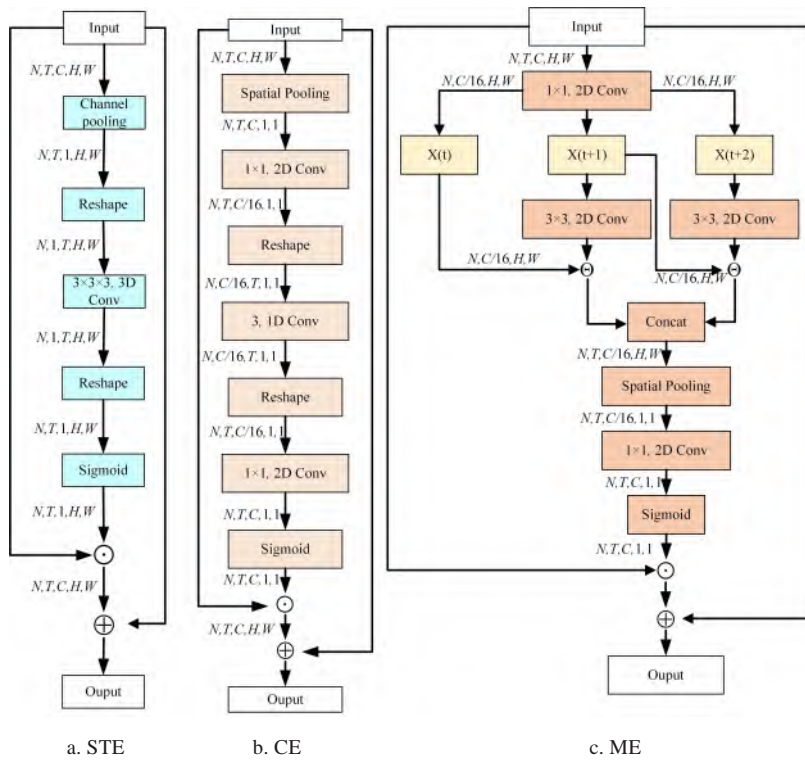 Input
N,T,C,H,W
Channel
pooling
N,T,1,H,W
Reshape
N,1,T,H,W
3×3×3, 3D
Conv
N,1,T,H,W
Reshape
N,T,1,H,W
Sigmoid
N,T,1,H,W
N,T,C,H,W
Ouput
a. STE
Input
N,T,C,H,W
Spatial Pooling
N,T,C,1,1
1×1, 2D Conv
N,T,C/16,1,1
Reshape
N,C/16,T,1,1
3, 1D Conv
N,C/16,T,1,1
Reshape
N,T,C/16,1,1
1×1, 2D Conv
N,T,C,1,1
Sigmoid
N,T,C,1,1
N,T,C,H,W
Ouput
b. CE
Input
N,T,C,H,W
N,C/16,H,W
1×1, 2D Conv
N,C/16,H,W
X(t)
X(t+1)
X(t+2)
3×3, 2D Conv
3×3, 2D Conv
N,C/16,H,W
N,C/16,H,W
Concat
N,T,C/16,H,W
Spatial Pooling
N,T,C/16,1,1
1×1, 2D Conv
N,T,C,1,1
Sigmoid
N,T,C,1,1
Ouput
c. ME